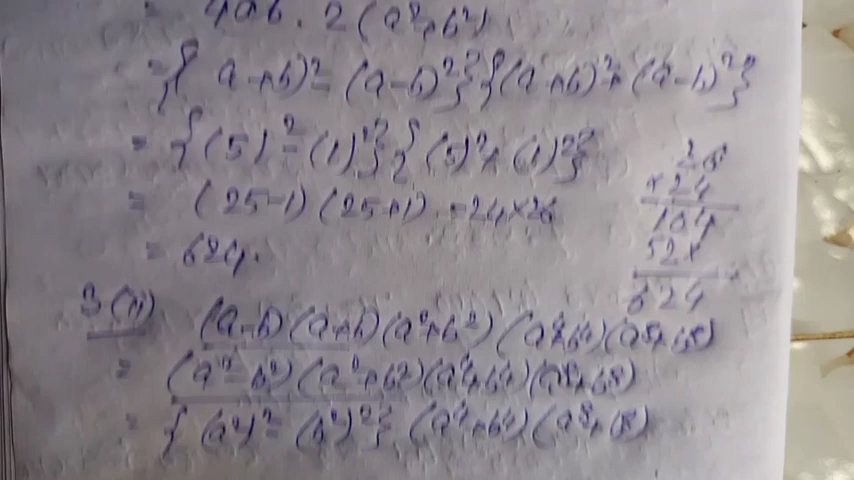 = 4ab. 2(a²+b²)
= {(a+b)² - (a-b)²}{(a+b)² + (a-b)²}
= {(5)² - (1)²}{(5)² + (1)²}
= (25-1)(25+1) = 24×26
= 624.
26
×24
104
52×
624
3(ii) (a-b)(a+b)(a²+b²)(a⁴+b⁴)(a⁸+b⁸)
= (a²-b²)(a²+b²)(a⁴+b⁴)(a⁸+b⁸)
= {(a²)² - (b²)²}(a⁴+b⁴)(a⁸+b⁸)